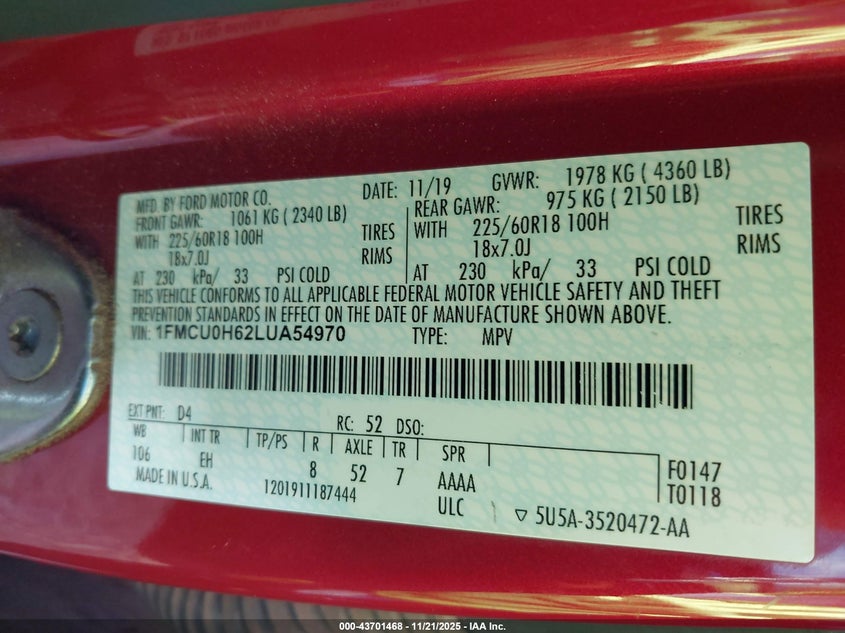 MFD. BY FORD MOTOR CO. DATE: 11/19 GVWR: 1978 KG ( 4360 LB)
FRONT GAWR: 1061 KG ( 2340 LB) REAR GAWR: 975 KG ( 2150 LB)
WITH 225/60R18 100H TIRES WITH 225/60R18 100H TIRES
18x7.0J RIMS 18x7.0J RIMS
AT 230 kPa/ 33 PSI COLD AT 230 kPa/ 33 PSI COLD
THIS VEHICLE CONFORMS TO ALL APPLICABLE FEDERAL MOTOR VEHICLE SAFETY AND THEFT
PREVENTION STANDARDS IN EFFECT ON THE DATE OF MANUFACTURE SHOWN ABOVE.
VIN: 1FMCU0H62LUA54970 TYPE: MPV
EXT PNT: D4 RC: 52 DSO:
WB INT TR TP/PS R AXLE TR SPR
106 EH 8 52 7 AAAA F0147
MADE IN U.S.A. 1201911187444 ULC T0118
5U5A-3520472-AA
000-43701468 - 11/21/2025 - IAA Inc.